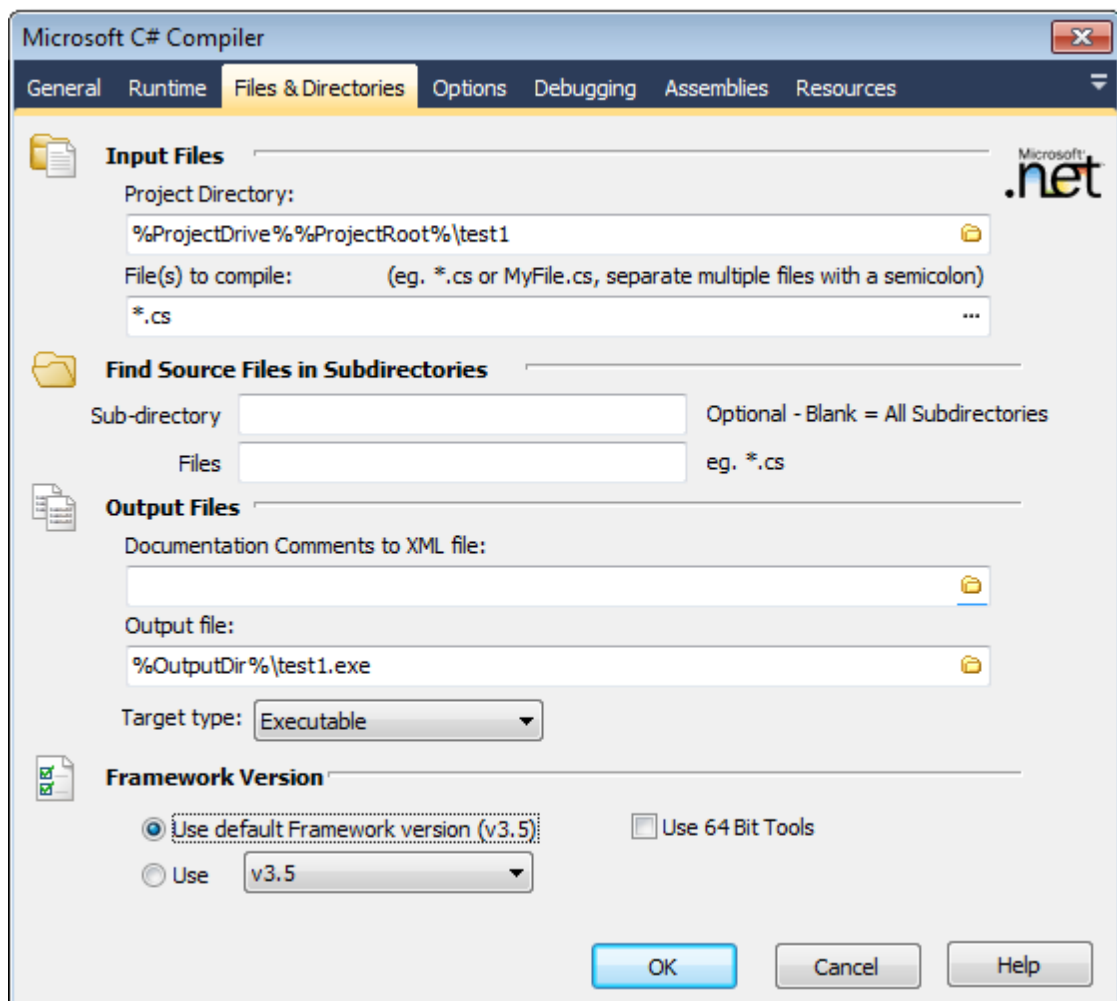 Microsoft C# Compiler
General Runtime Files & Directories Options Debugging Assemblies Resources
Input Files
Microsoft
.net
Project Directory:
%ProjectDrive%%ProjectRoot%\test1
File(s) to compile: (eg. *.cs or MyFile.cs, separate multiple files with a semicolon)
*.cs ...
Find Source Files in Subdirectories
Sub-directory Optional - Blank = All Subdirectories
Files eg. *.cs
Output Files
Documentation Comments to XML file:
Output file:
%OutputDir%\test1.exe
Target type: Executable
Framework Version
Use default Framework version (v3.5) Use 64 Bit Tools
Use v3.5
OK Cancel Help